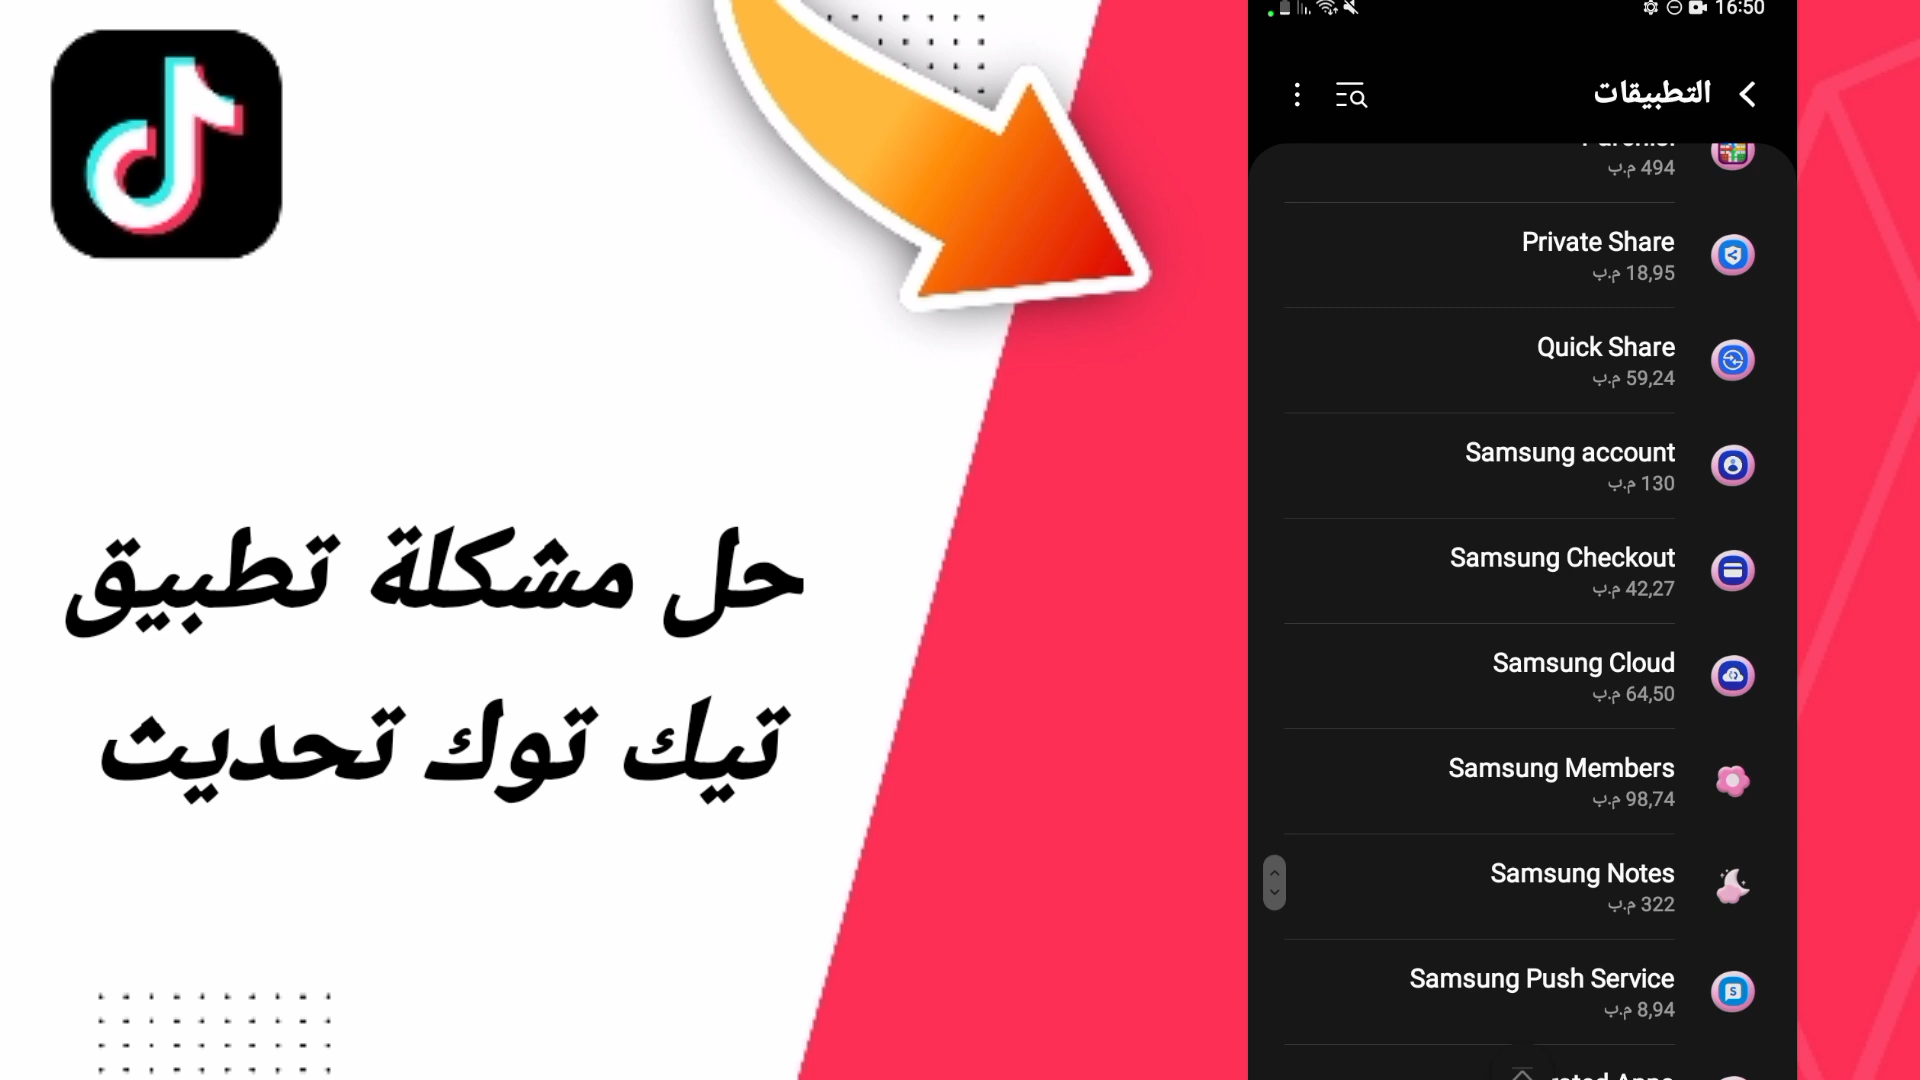 حل مشكلة تطبيق
تيك توك تحديث
16:50
التطبيقات
494 م.ب
Private Share
18,95 م.ب
Quick Share
59,24 م.ب
Samsung account
130 م.ب
Samsung Checkout
42,27 م.ب
Samsung Cloud
64,50 م.ب
Samsung Members
98,74 م.ب
Samsung Notes
322 م.ب
Samsung Push Service
8,94 م.ب